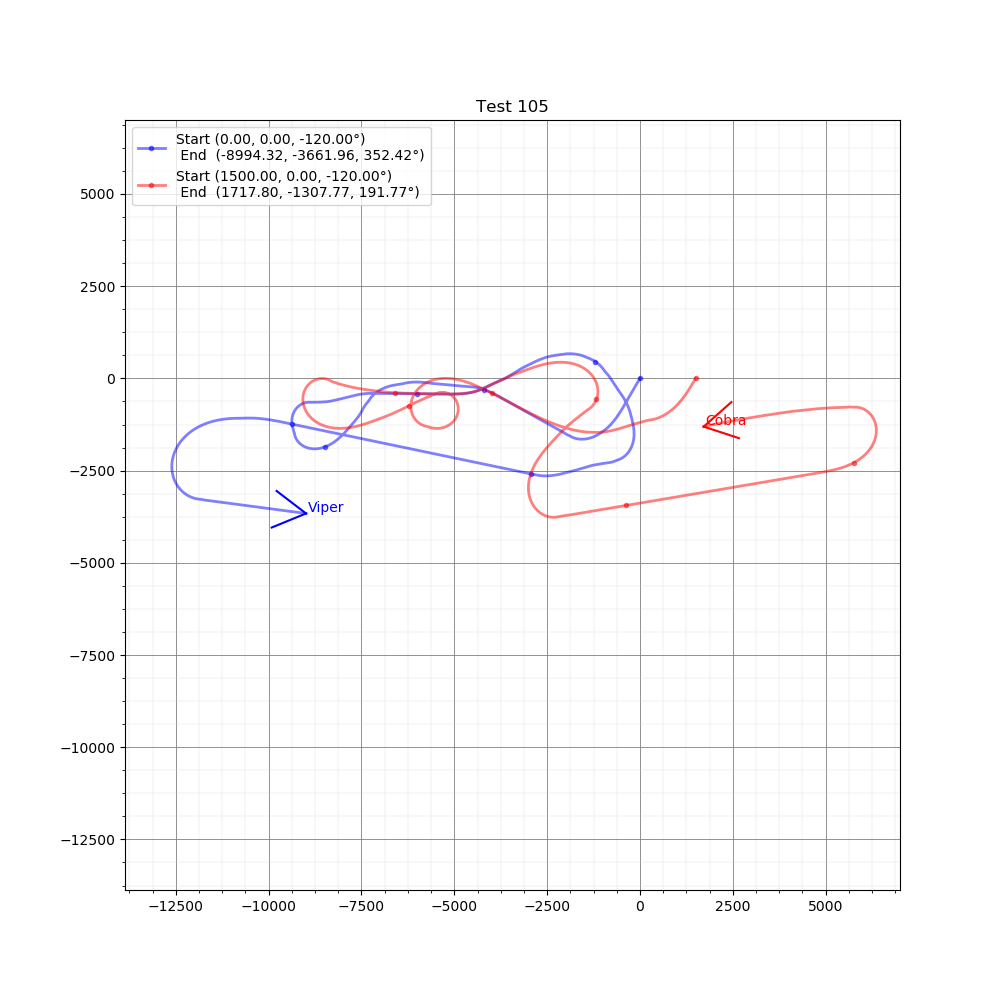 Test 105
Start (0.00, 0.00, -120.00°)
End (-8994.32, -3661.96, 352.42°)
Start (1500.00, 0.00, -120.00°)
End (1717.80, -1307.77, 191.77°)
5000
2500
0
−2500
−5000
−7500
−10000
−12500
Cobra
Viper
−12500 −10000 −7500 −5000 −2500 0 2500 5000